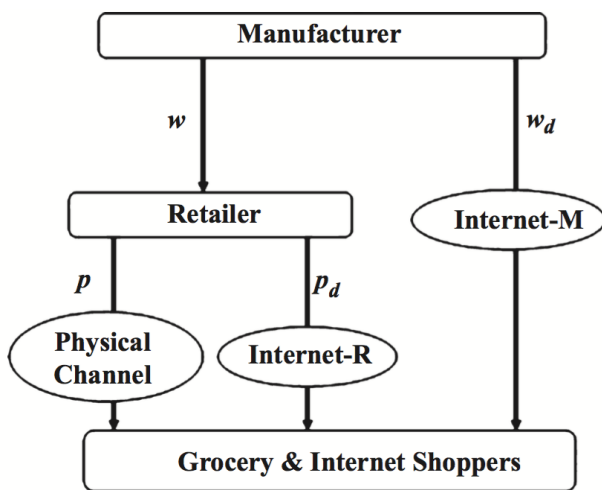 Manufacturer
w
w_d
Retailer
Internet-M
p
p_d
Physical
Channel
Internet-R
Grocery & Internet Shoppers